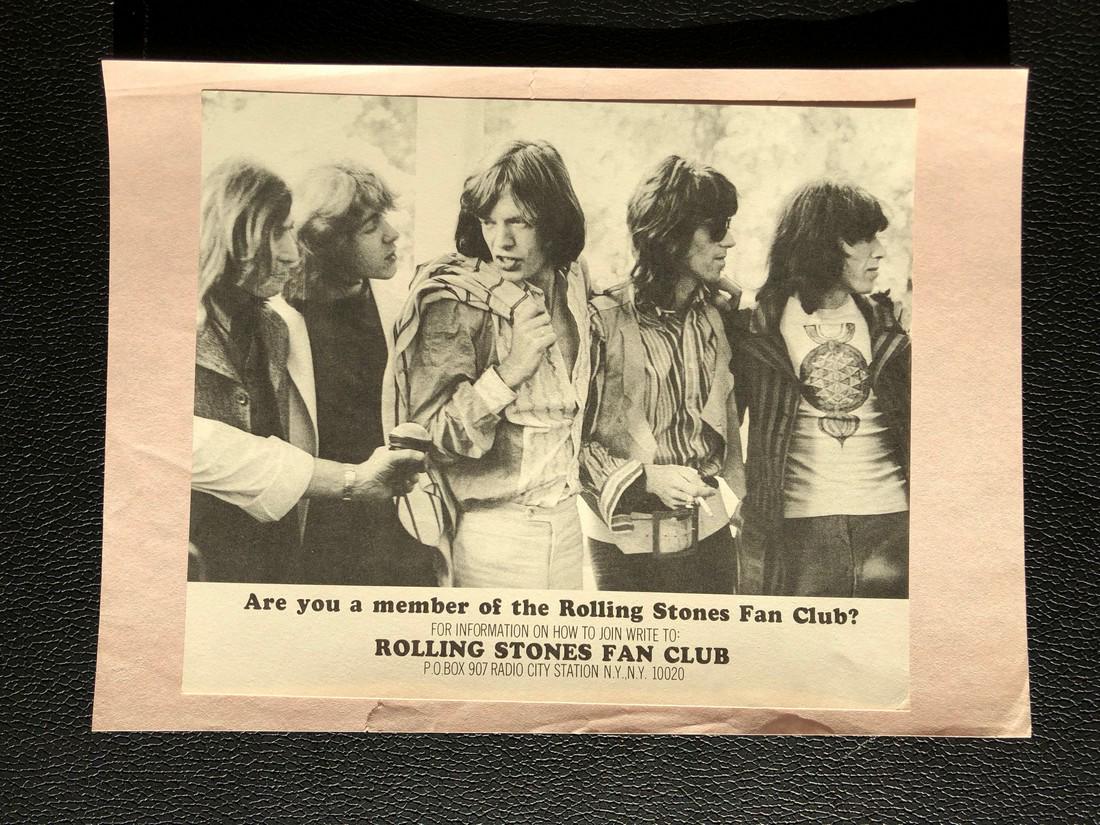 Are you a member of the Rolling Stones Fan Club?
FOR INFORMATION ON HOW TO JOIN WRITE TO:
ROLLING STONES FAN CLUB
P.O.BOX 907 RADIO CITY STATION N.Y.,N.Y. 10020